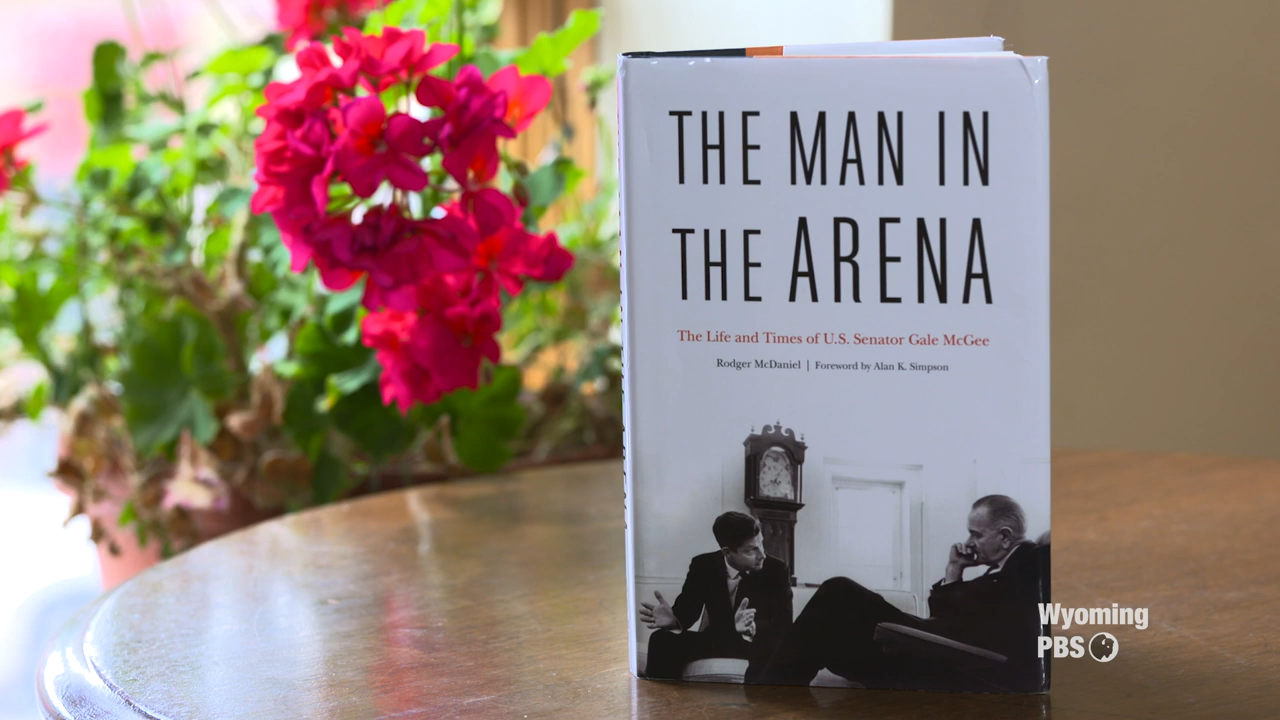 THE MAN IN
THE ARENA
The Life and Times of U.S. Senator Gale McGee
Rodger McDaniel | Foreword by Alan K. Simpson
Wyoming
PBS